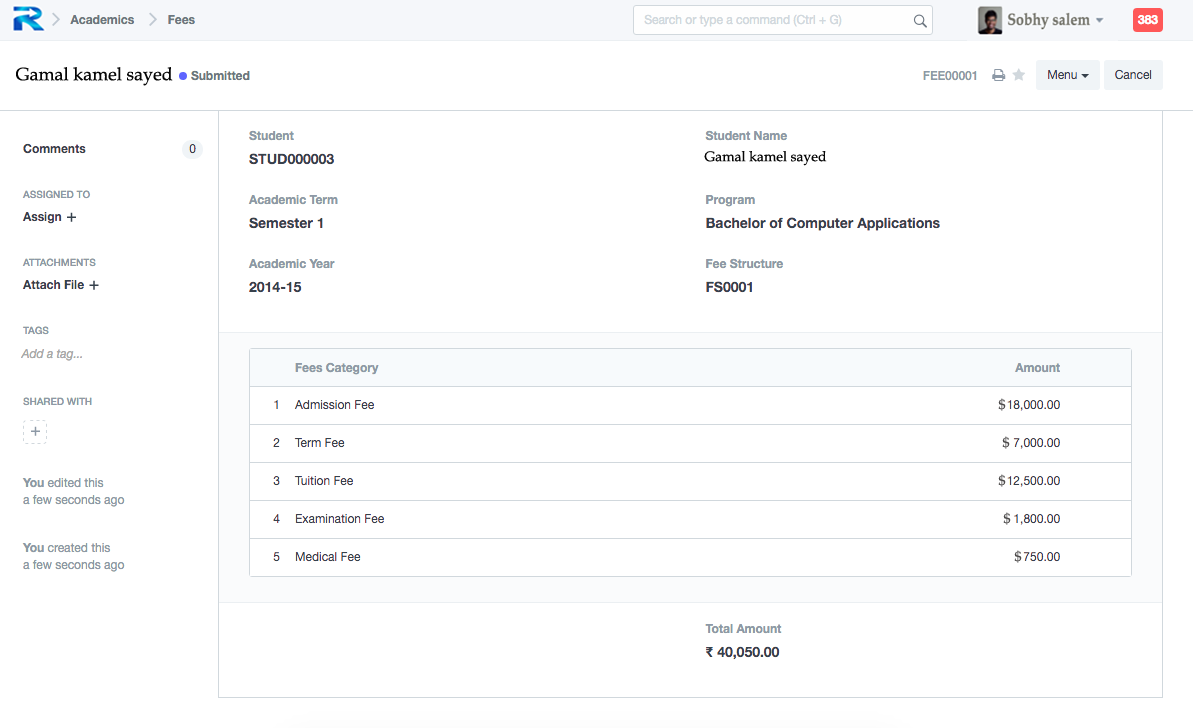 R Academics Fees Search or type a command (Ctrl + G) Sobhy salem 383
Gamal kamel sayed Submitted FEE00001 Menu Cancel
Comments 0
ASSIGNED TO
Assign +
ATTACHMENTS
Attach File +
TAGS
Add a tag...
SHARED WITH
+
You edited this
a few seconds ago
You created this
a few seconds ago
Student Student Name
STUD000003 Gamal kamel sayed
Academic Term Program
Semester 1 Bachelor of Computer Applications
Academic Year Fee Structure
2014-15 FS0001
Fees Category Amount
1 Admission Fee $18,000.00
2 Term Fee $ 7,000.00
3 Tuition Fee $12,500.00
4 Examination Fee $ 1,800.00
5 Medical Fee $750.00
Total Amount
₹ 40,050.00